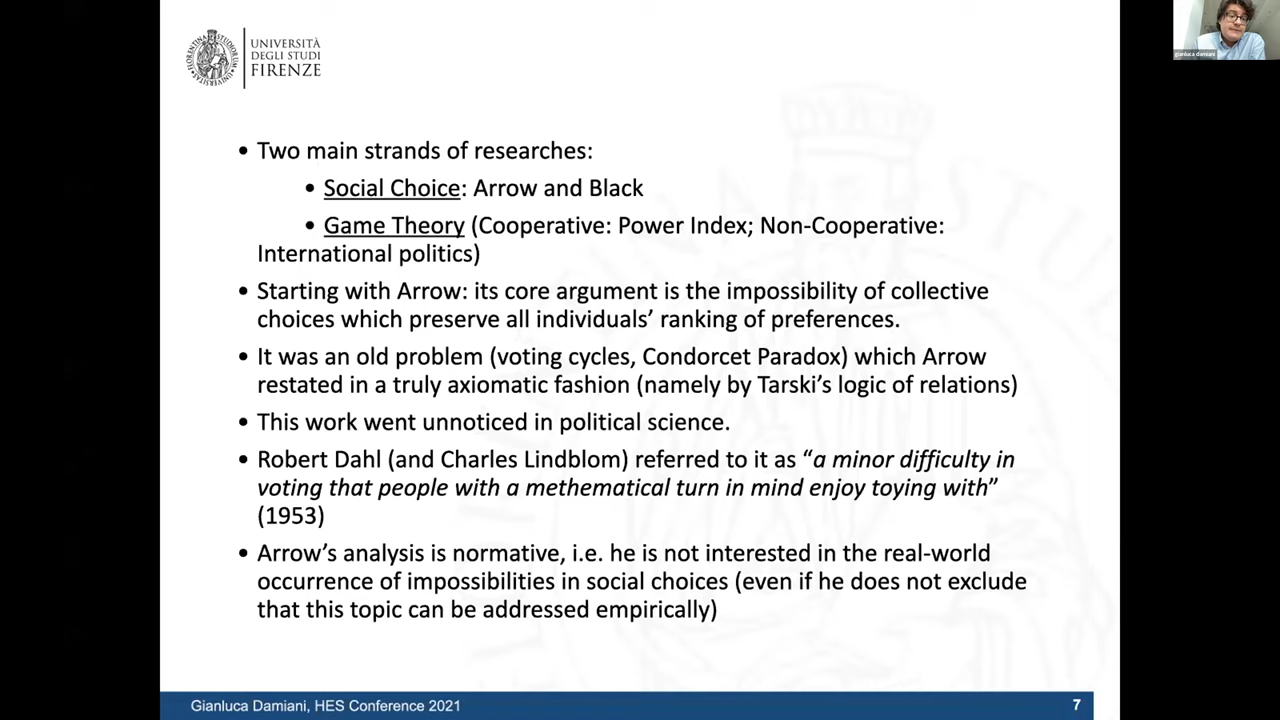 UNIVERSITÀ
DEGLI STUDI
FIRENZE
gianluca damiani
• Two main strands of researches:
• Social Choice: Arrow and Black
• Game Theory (Cooperative: Power Index; Non-Cooperative:
International politics)
• Starting with Arrow: its core argument is the impossibility of collective
choices which preserve all individuals’ ranking of preferences.
• It was an old problem (voting cycles, Condorcet Paradox) which Arrow
restated in a truly axiomatic fashion (namely by Tarski’s logic of relations)
• This work went unnoticed in political science.
• Robert Dahl (and Charles Lindblom) referred to it as “a minor difficulty in
voting that people with a methematical turn in mind enjoy toying with”
(1953)
• Arrow’s analysis is normative, i.e. he is not interested in the real-world
occurrence of impossibilities in social choices (even if he does not exclude
that this topic can be addressed empirically)
Gianluca Damiani, HES Conference 2021
7